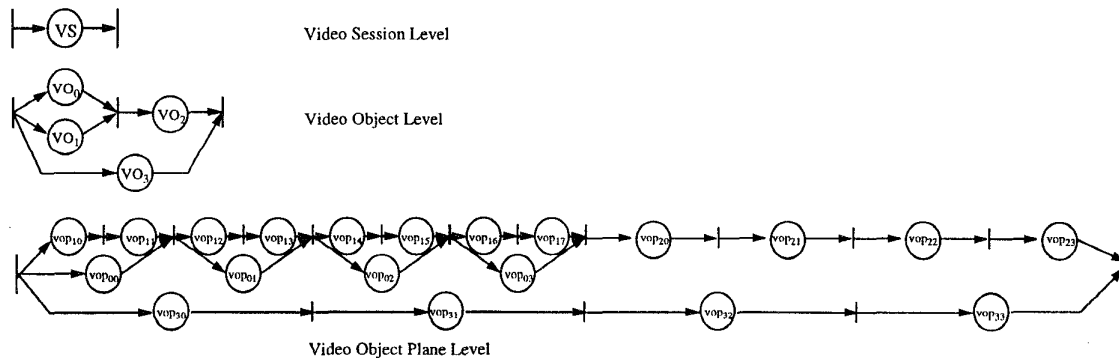 VS
Video Session Level
VO0
VO2
Video Object Level
VO1
VO3
vop10 vop11 vop12 vop13 vop14 vop15 vop16 vop17 vop20 vop21 vop22 vop23
vop00 vop01 vop02 vop03
vop30 vop31 vop32 vop33
Video Object Plane Level